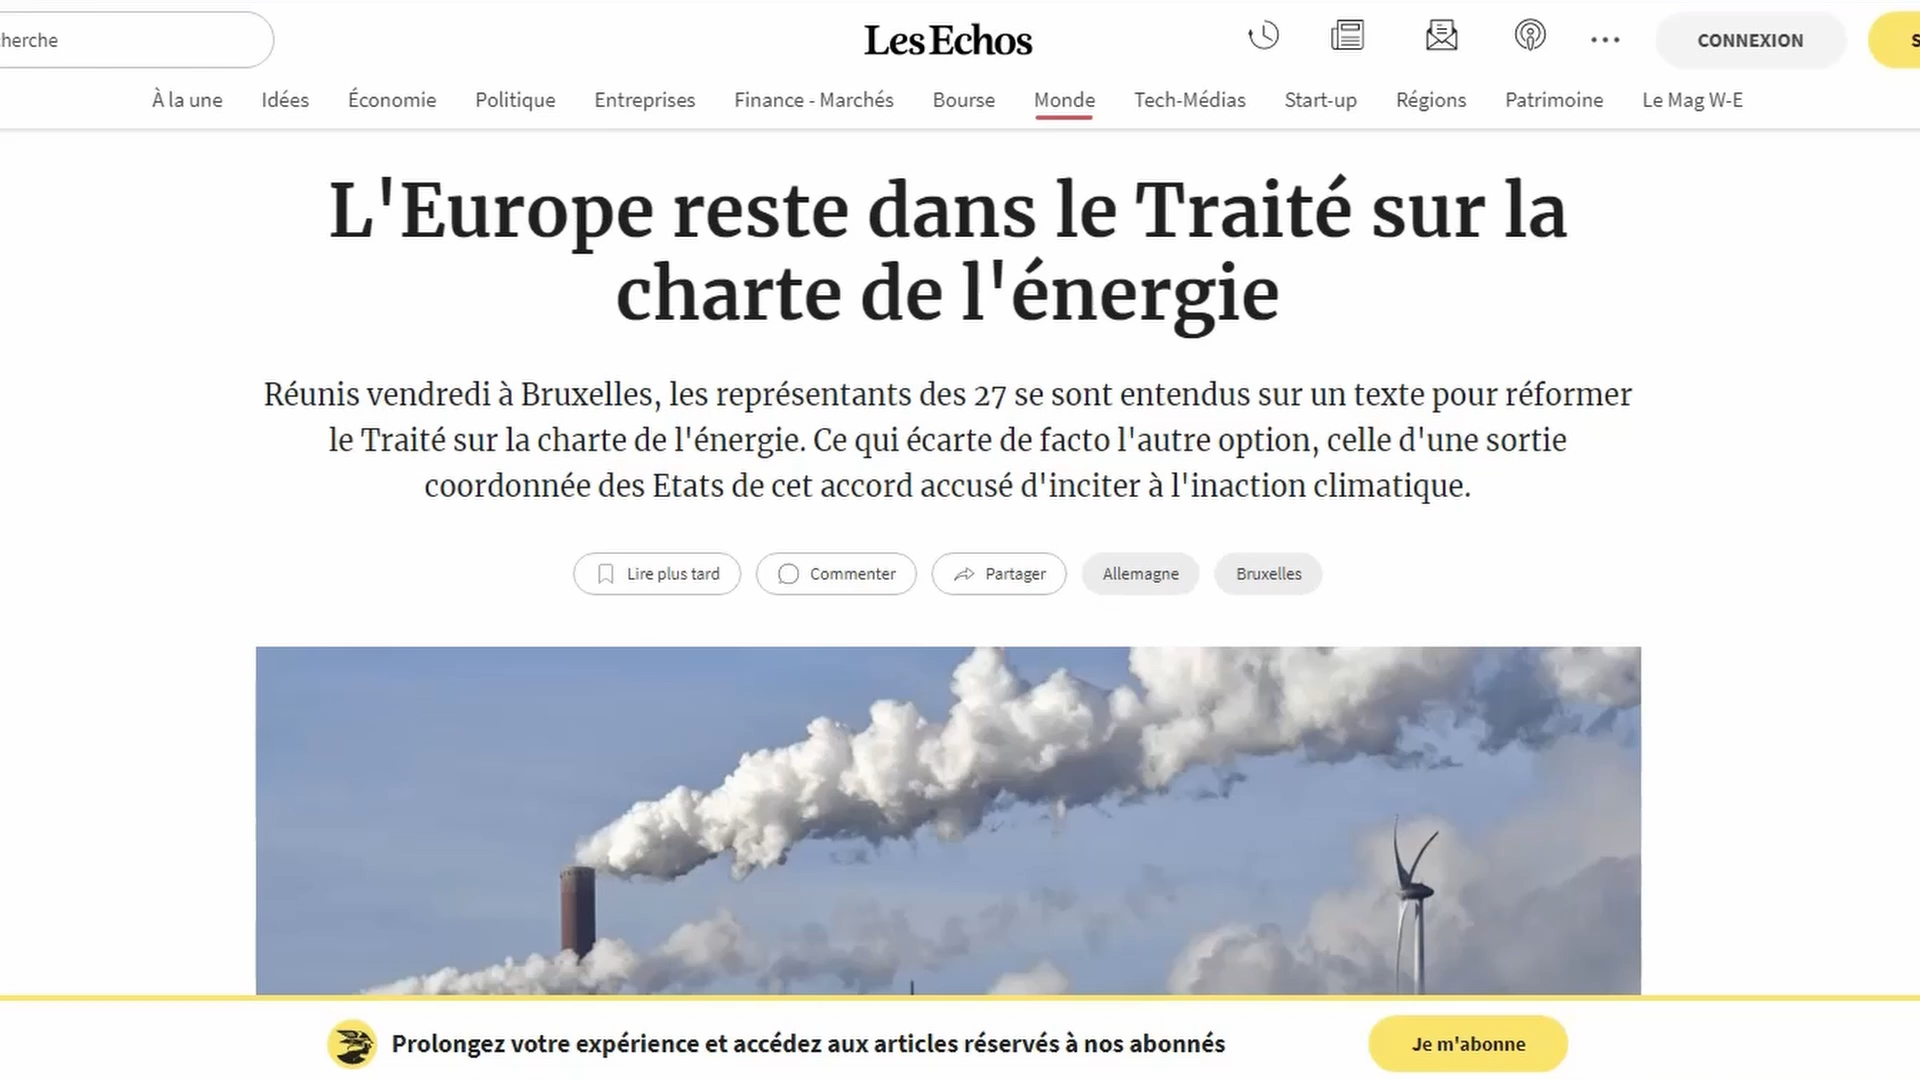 herche
Les Echos
CONNEXION
S
À la une Idées Économie Politique Entreprises Finance - Marchés Bourse Monde Tech-Médias Start-up Régions Patrimoine Le Mag W-E
L'Europe reste dans le Traité sur la
charte de l'énergie
Réunis vendredi à Bruxelles, les représentants des 27 se sont entendus sur un texte pour réformer
le Traité sur la charte de l'énergie. Ce qui écarte de facto l'autre option, celle d'une sortie
coordonnée des Etats de cet accord accusé d'inciter à l'inaction climatique.
Lire plus tard Commenter Partager Allemagne Bruxelles
Prolongez votre expérience et accédez aux articles réservés à nos abonnés
Je m'abonne